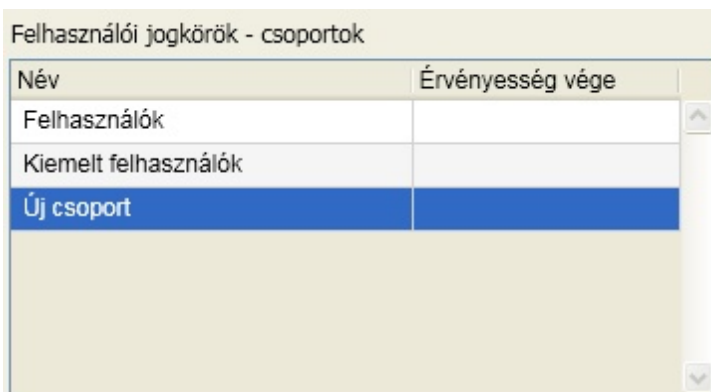 Felhasználói jogkörök - csoportok
Név Érvényesség vége
Felhasználók
Kiemelt felhasználók
Új csoport